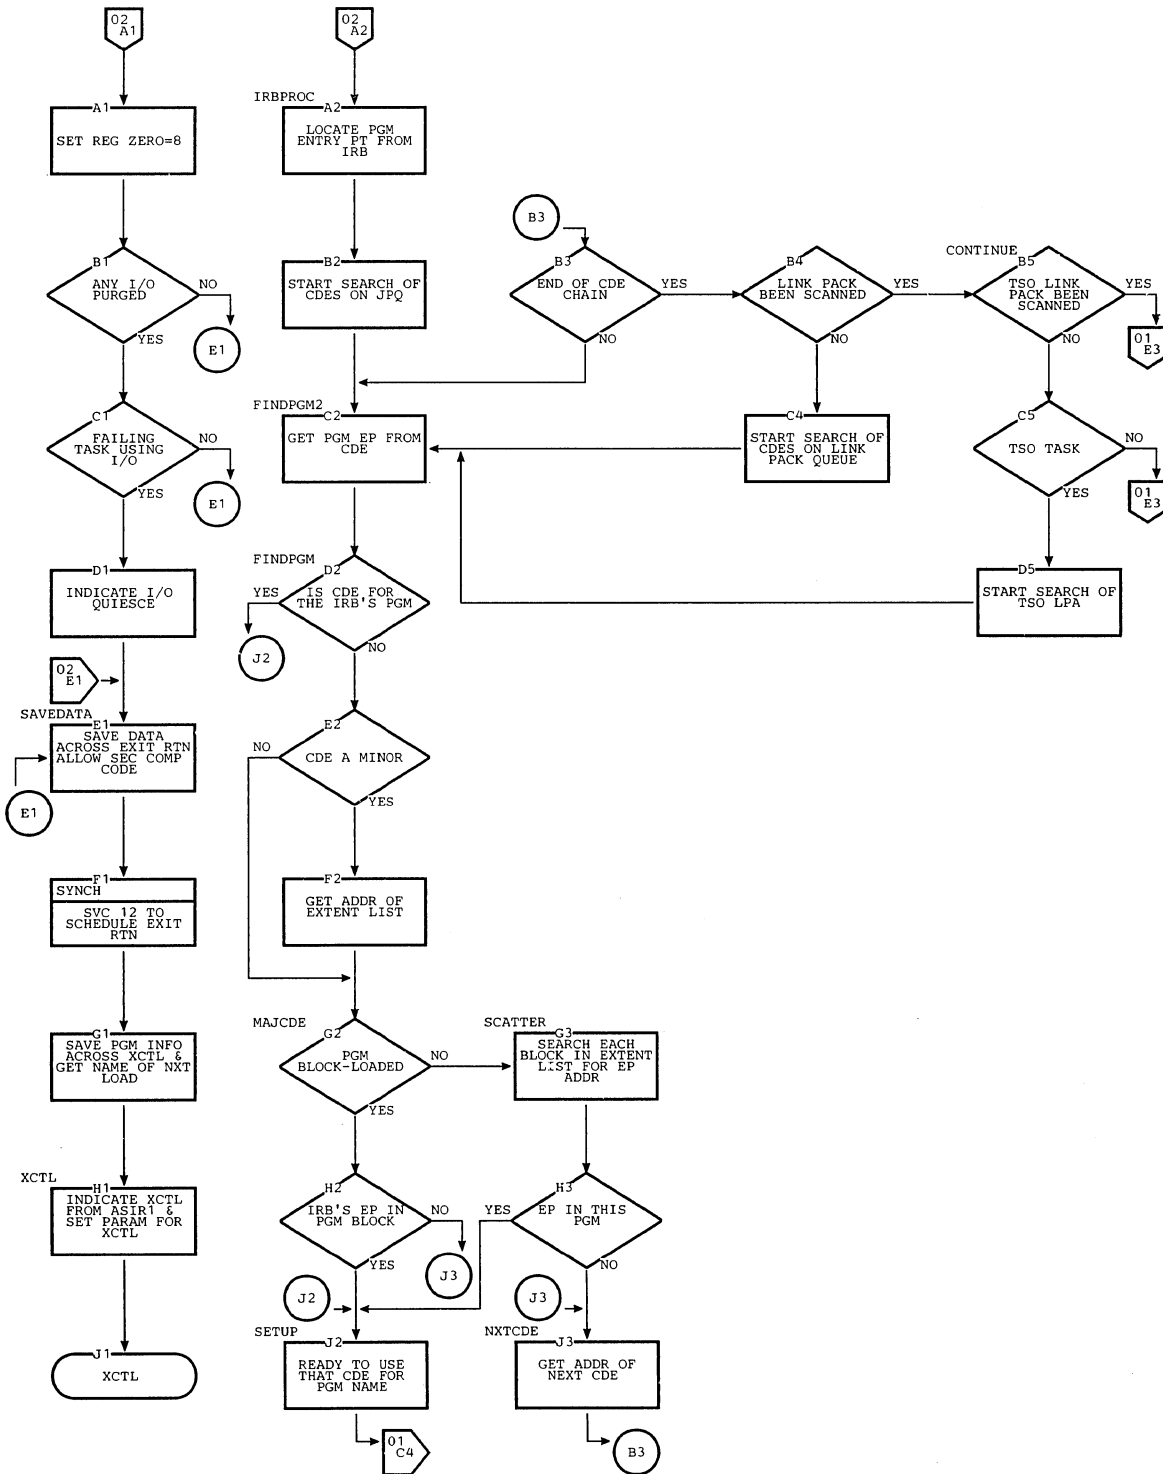 02
A1
A1
SET REG ZERO=8
B1
ANY I/O
PURGED
NO
E1
YES
C1
FAILING
TASK USING
I/O
NO
E1
YES
D1
INDICATE I/O
QUIESCE
02
E1
SAVEDATA
E1
SAVE DATA
ACROSS EXIT RTN
ALLOW SEC COMP
CODE
E1
F1
SYNCH
SVC 12 TO
SCHEDULE EXIT
RTN
G1
SAVE PGM INFO
ACROSS XCTL &
GET NAME OF NXT
LOAD
XCTL
H1
INDICATE XCTL
FROM ASIR1 &
SET PARAM FOR
XCTL
J1
XCTL
02
A2
IRBPROC
A2
LOCATE PGM
ENTRY PT FROM
IRB
B2
START SEARCH OF
CDES ON JPQ
FINDPGM2
C2
GET PGM EP FROM
CDE
FINDPGM
D2
IS CDE FOR
THE IRB'S PGM
YES
J2
NO
E2
CDE A MINOR
NO
YES
F2
GET ADDR OF
EXTENT LIST
MAJCDE
G2
PGM
BLOCK-LOADED
NO
YES
H2
IRB'S EP IN
PGM BLOCK
NO
J3
YES
J2
SETUP
J2
READY TO USE
THAT CDE FOR
PGM NAME
01
C4
B3
B3
END OF CDE
CHAIN
YES
NO
SCATTER
G3
SEARCH EACH
BLOCK IN EXTENT
LIST FOR EP
ADDR
H3
EP IN THIS
PGM
YES
NO
J3
NXTCDE
J3
GET ADDR OF
NEXT CDE
B3
B4
LINK PACK
BEEN SCANNED
YES
NO
C4
START SEARCH OF
CDES ON LINK
PACK QUEUE
CONTINUE
B5
TSO LINK
PACK BEEN
SCANNED
YES
01
E3
NO
C5
TSO TASK
NO
01
E3
YES
D5
START SEARCH OF
TSO LPA